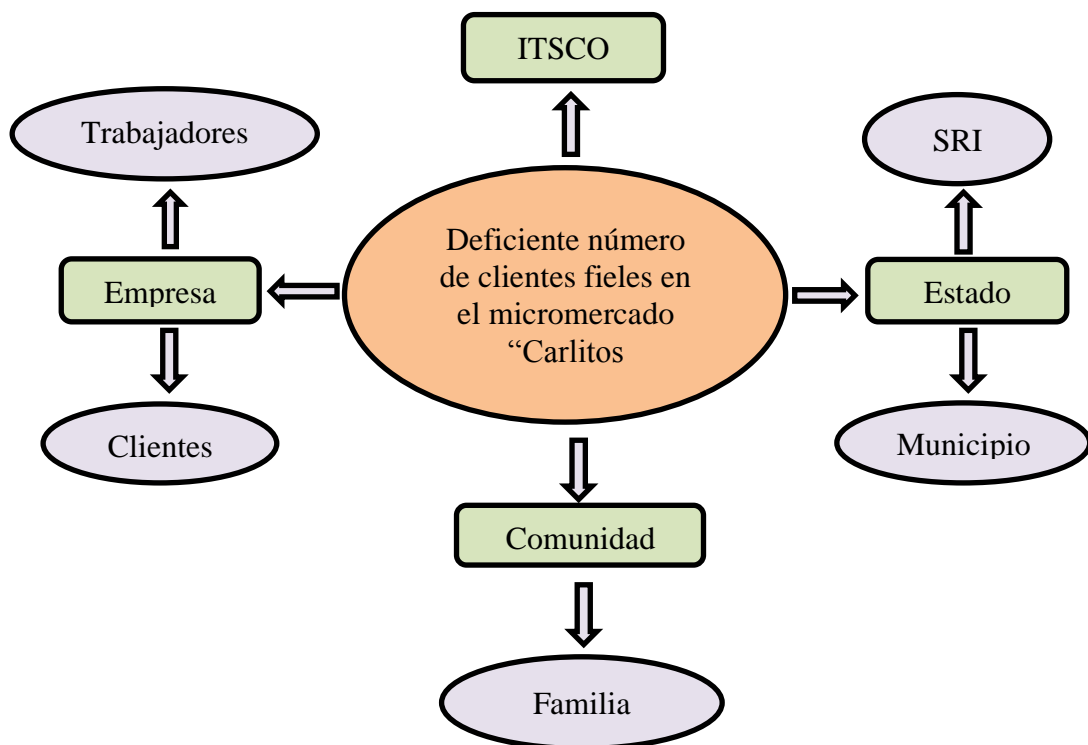 ITSCO
Trabajadores
SRI
Deficiente número
de clientes fieles en
el micromercado
“Carlitos
Empresa
Estado
Clientes
Municipio
Comunidad
Familia